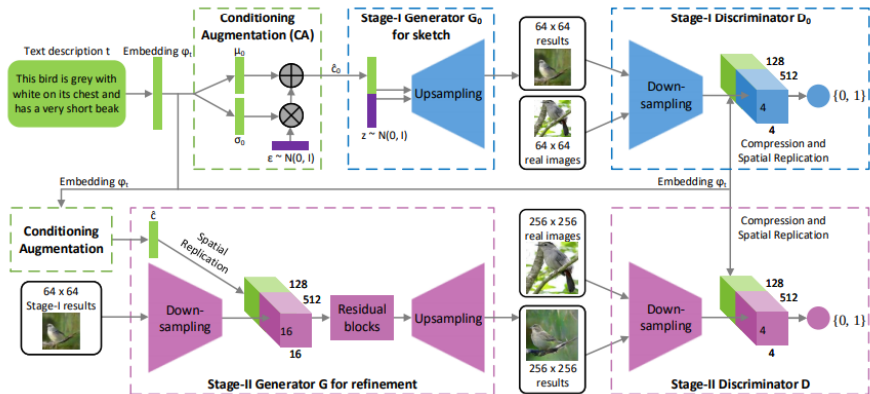 Conditioning
Augmentation (CA)
Stage-I Generator G₀
for sketch
64 x 64
results
Stage-I Discriminator D₀
Text description t
Embedding φₜ
This bird is grey with
white on its chest and
has a very short beak
μ₀
σ₀
ε ~ N(0, I)
ĉ₀
z ~ N(0, I)
Upsampling
64 x 64
real images
Down-
sampling
128
512
4
4
{0, 1}
Compression and
Spatial Replication
Embedding φₜ
Embedding φₜ
Compression and
Spatial Replication
Conditioning
Augmentation
ĉ
Spatial
Replication
64 x 64
Stage-I results
Down-
sampling
128
512
16
16
Residual
blocks
Upsampling
Stage-II Generator G for refinement
256 x 256
real images
256 x 256
results
Down-
sampling
128
512
4
4
{0, 1}
Stage-II Discriminator D